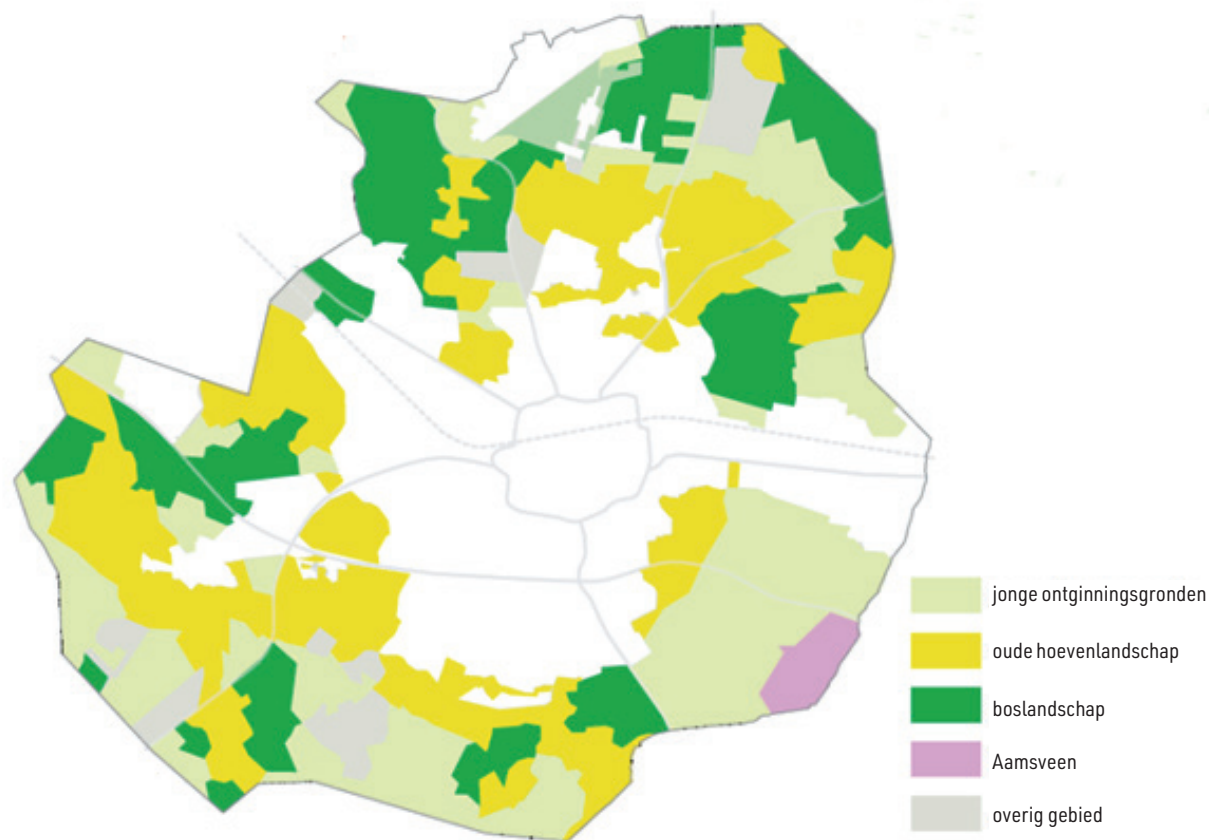 jonge ontginningsgronden
oude hoevenlandschap
boslandschap
Aamsveen
overig gebied